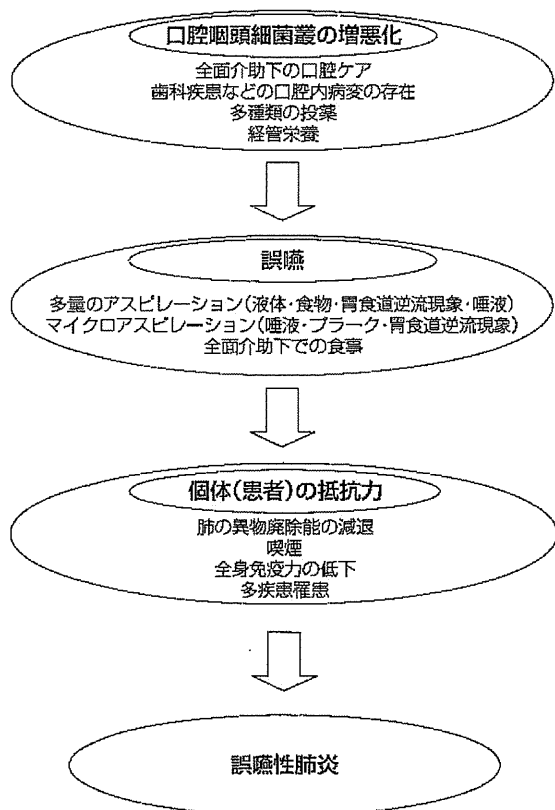 口腔咽頭細菌叢の増悪化
全面介助下の口腔ケア
歯科疾患などの口腔内病変の存在
多種類の投薬
経管栄養
誤嚥
多量のアスピレーション(液体・食物・胃食道逆流現象・唾液)
マイクロアスピレーション(唾液・プラーク・胃食道逆流現象)
全面介助下での食事
個体(患者)の抵抗力
肺の異物廃除能の減退
喫煙
全身免疫力の低下
多疾患罹患
誤嚥性肺炎